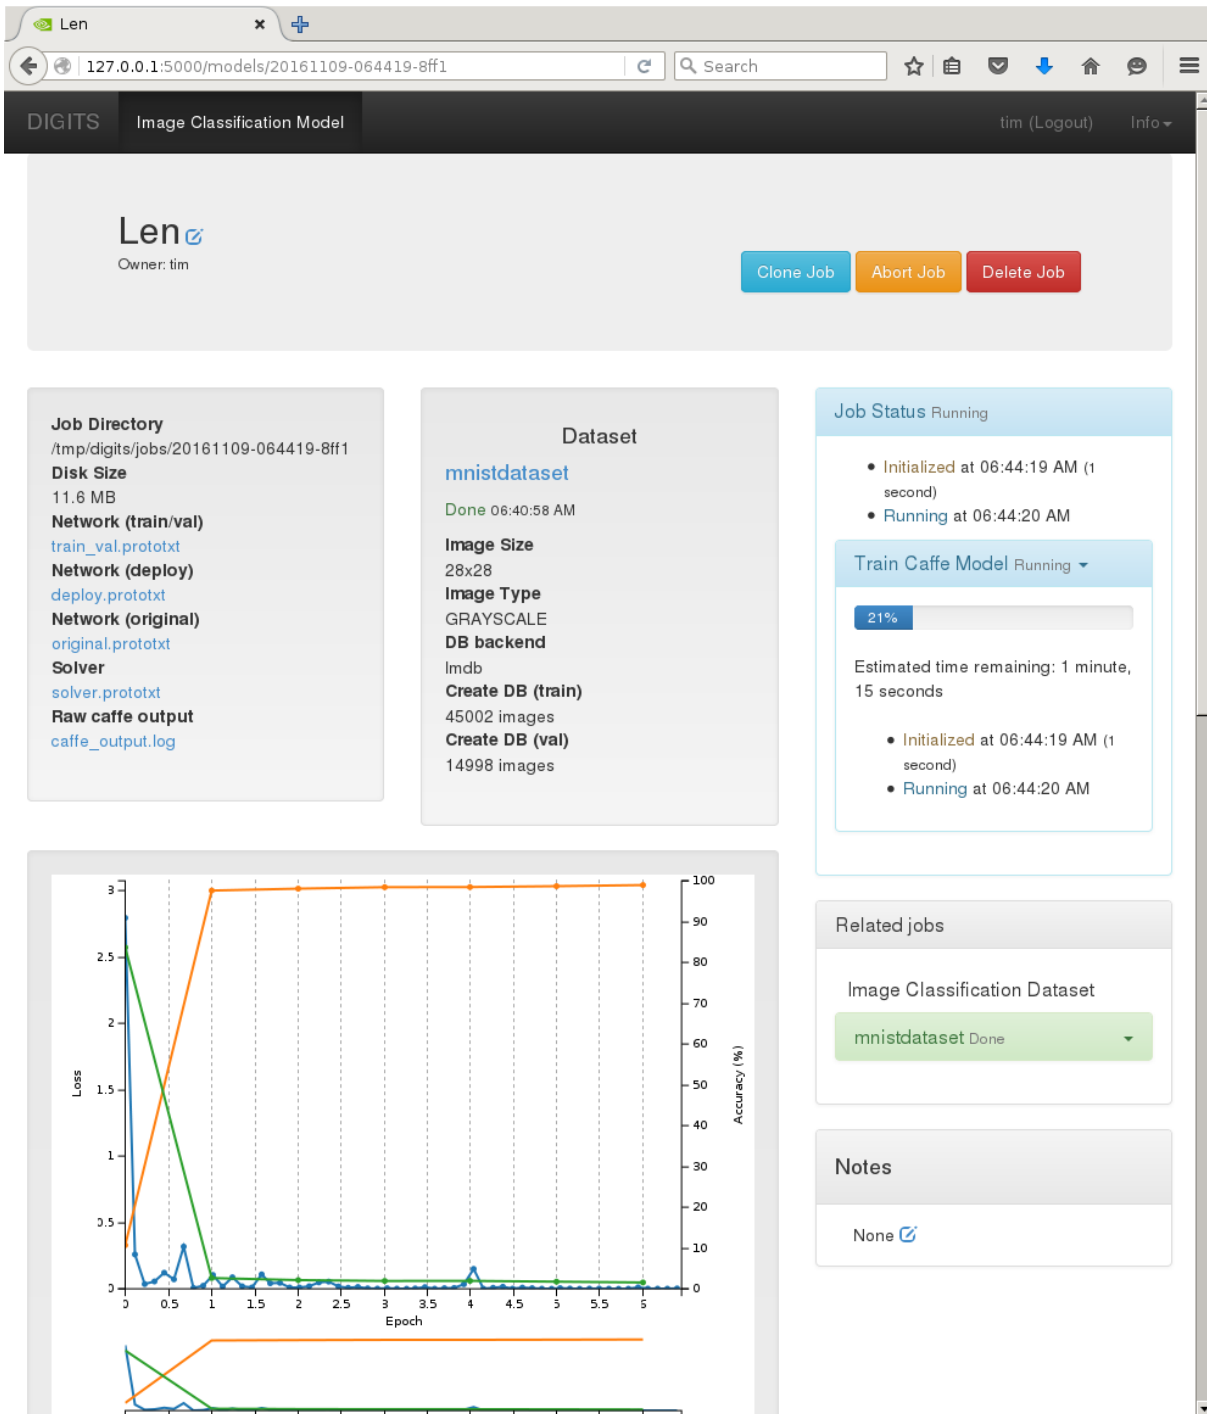 Len
127.0.0.1:5000/models/20161109-064419-8ff1
Search
DIGITS
Image Classification Model
tim (Logout)
Info
Len
Owner: tim
Clone Job
Abort Job
Delete Job
Job Directory
/tmp/digits/jobs/20161109-064419-8ff1
Disk Size
11.6 MB
Network (train/val)
train_val.prototxt
Network (deploy)
deploy.prototxt
Network (original)
original.prototxt
Solver
solver.prototxt
Raw caffe output
caffe_output.log
Dataset
mnistdataset
Done 06:40:58 AM
Image Size
28x28
Image Type
GRAYSCALE
DB backend
lmdb
Create DB (train)
45002 images
Create DB (val)
14998 images
Job Status Running
Initialized at 06:44:19 AM (1
second)
Running at 06:44:20 AM
Train Caffe Model Running
21%
Estimated time remaining: 1 minute,
15 seconds
Initialized at 06:44:19 AM (1
second)
Running at 06:44:20 AM
Related jobs
Image Classification Dataset
mnistdataset Done
Notes
None
3
2.5
2
1.5
1
0.5
0
Loss
100
90
80
70
60
50
40
30
20
10
0
Accuracy (%)
0 0.5 1 1.5 2 2.5 3 3.5 4 4.5 5 5.5 6
Epoch